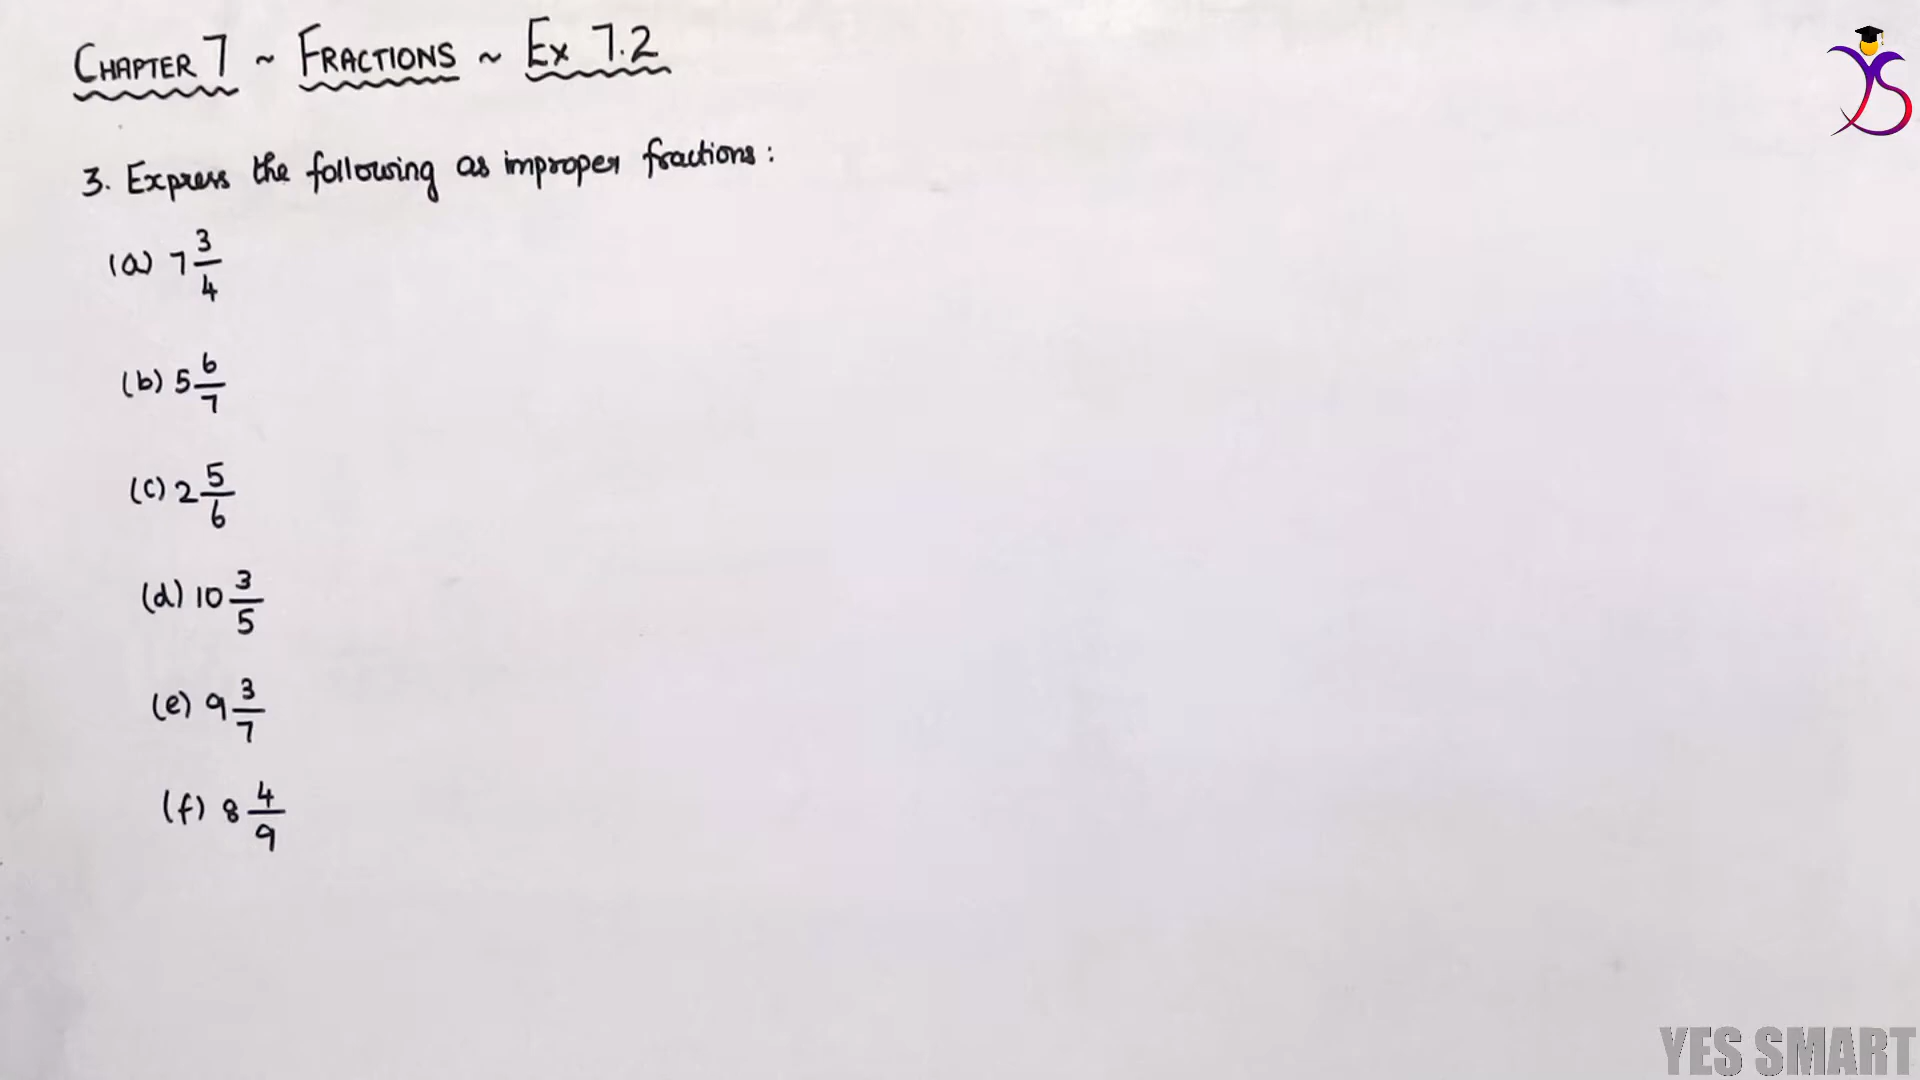 CHAPTER 7 ~ FRACTIONS ~ Ex 7.2
3. Express the following as improper fractions:
(a) 7 3/4
(b) 5 6/7
(c) 2 5/6
(d) 10 3/5
(e) 9 3/7
(f) 8 4/9
YS
YES SMART